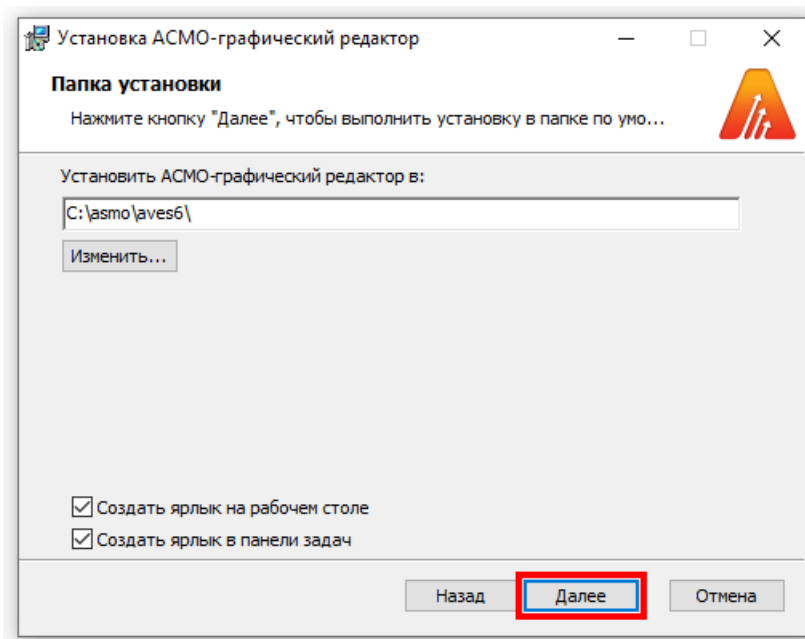 Установка АСМО-графический редактор
Папка установки
Нажмите кнопку "Далее", чтобы выполнить установку в папке по умо...
Установить АСМО-графический редактор в:
C:\asmo\aves6\
Изменить...
Создать ярлык на рабочем столе
Создать ярлык в панели задач
Назад Далее Отмена